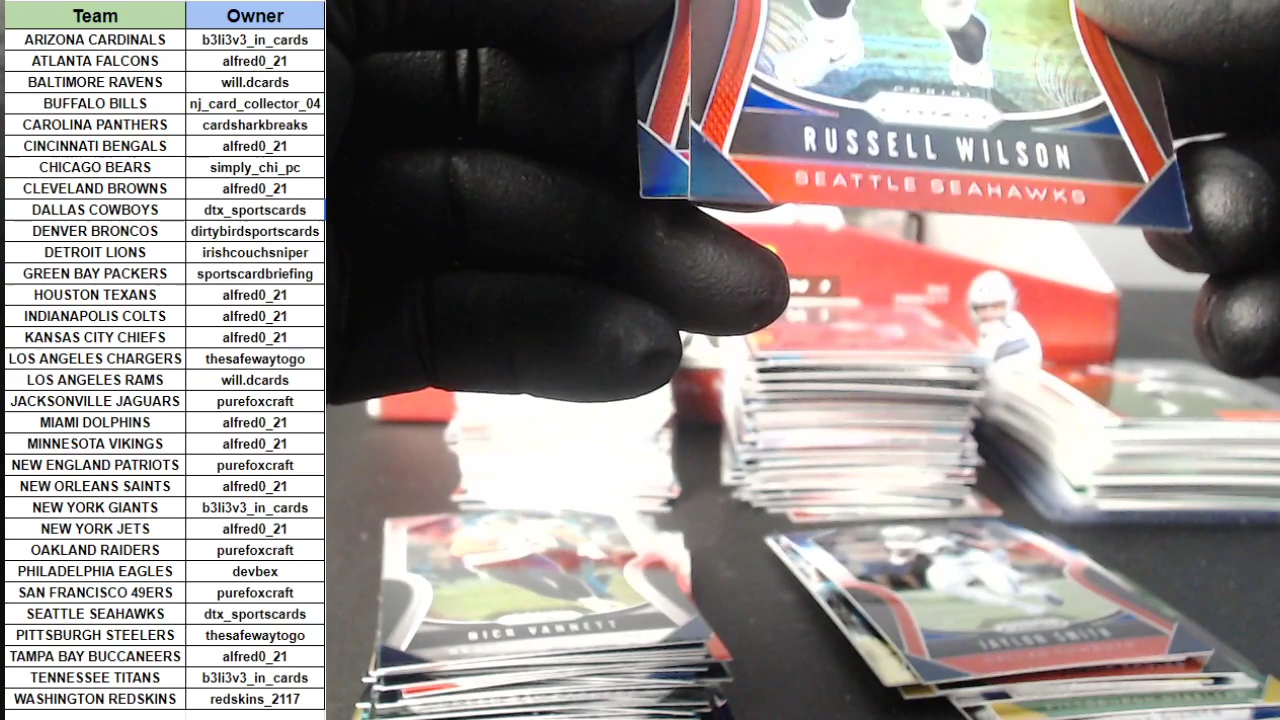 Team Owner
ARIZONA CARDINALS b3li3v3_in_cards
ATLANTA FALCONS alfred0_21
BALTIMORE RAVENS will.dcards
BUFFALO BILLS nj_card_collector_04
CAROLINA PANTHERS cardsharkbreaks
CINCINNATI BENGALS alfred0_21
CHICAGO BEARS simply_chi_pc
CLEVELAND BROWNS alfred0_21
DALLAS COWBOYS dtx_sportscards
DENVER BRONCOS dirtybirdsportscards
DETROIT LIONS irishcouchsniper
GREEN BAY PACKERS sportscardbriefing
HOUSTON TEXANS alfred0_21
INDIANAPOLIS COLTS alfred0_21
KANSAS CITY CHIEFS alfred0_21
LOS ANGELES CHARGERS thesafewaytogo
LOS ANGELES RAMS will.dcards
JACKSONVILLE JAGUARS purefoxcraft
MIAMI DOLPHINS alfred0_21
MINNESOTA VIKINGS alfred0_21
NEW ENGLAND PATRIOTS purefoxcraft
NEW ORLEANS SAINTS alfred0_21
NEW YORK GIANTS b3li3v3_in_cards
NEW YORK JETS alfred0_21
OAKLAND RAIDERS purefoxcraft
PHILADELPHIA EAGLES devbex
SAN FRANCISCO 49ERS purefoxcraft
SEATTLE SEAHAWKS dtx_sportscards
PITTSBURGH STEELERS thesafewaytogo
TAMPA BAY BUCCANEERS alfred0_21
TENNESSEE TITANS b3li3v3_in_cards
WASHINGTON REDSKINS redskins_2117
PANINI
PRIZM
RUSSELL WILSON
SEATTLE SEAHAWKS
NICK VANNETT
JAYLON SMITH